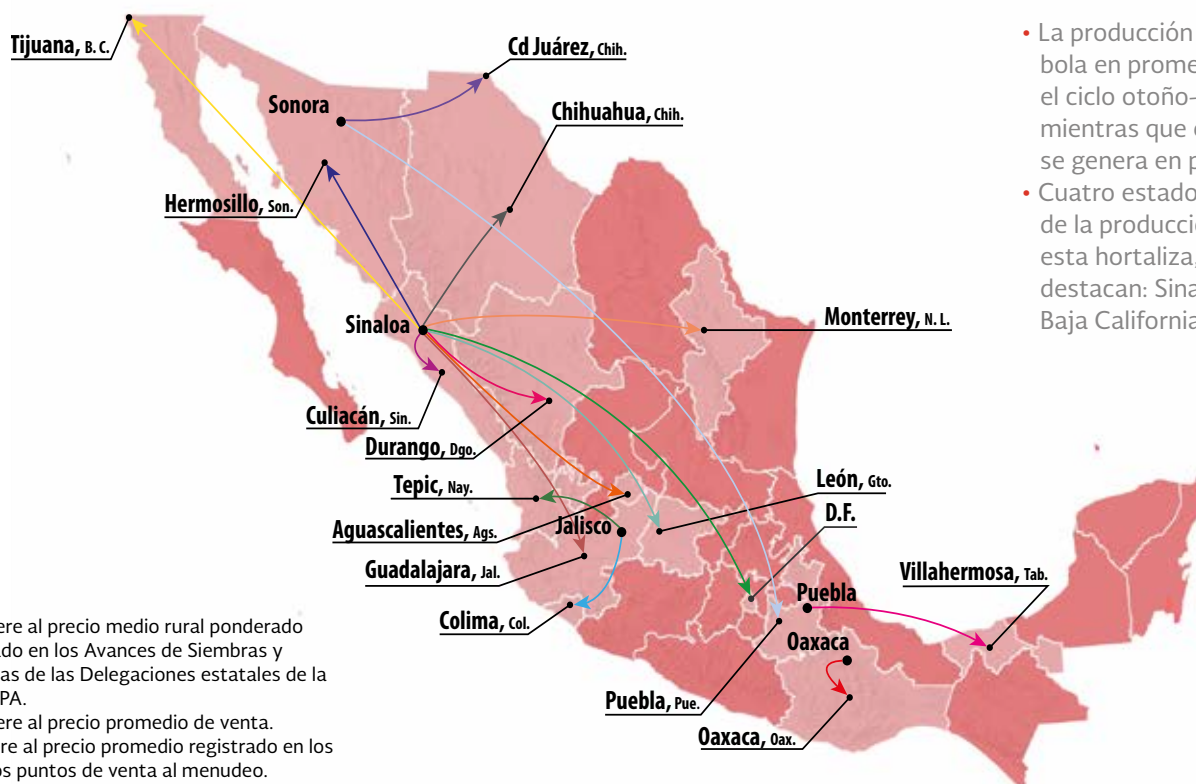 Tijuana, B. C.
Cd Juárez, Chih.
Sonora
Chihuahua, Chih.
Hermosillo, Son.
Sinaloa
Monterrey, N. L.
Culiacán, Sin.
Durango, Dgo.
Tepic, Nay.
León, Gto.
D.F.
Aguascalientes, Ags.
Jalisco
Guadalajara, Jal.
Villahermosa, Tab.
Puebla
Colima, Col.
Oaxaca
Puebla, Pue.
Oaxaca, Oax.
• La producción
bola en prome
el ciclo otoño-
mientras que
se genera en p
• Cuatro estado
de la producci
esta hortaliza,
destacan: Sina
Baja California
ere al precio medio rural ponderado
ado en los Avances de Siembras y
as de las Delegaciones estatales de la
PA.
ere al precio promedio de venta.
re al precio promedio registrado en los
os puntos de venta al menudeo.